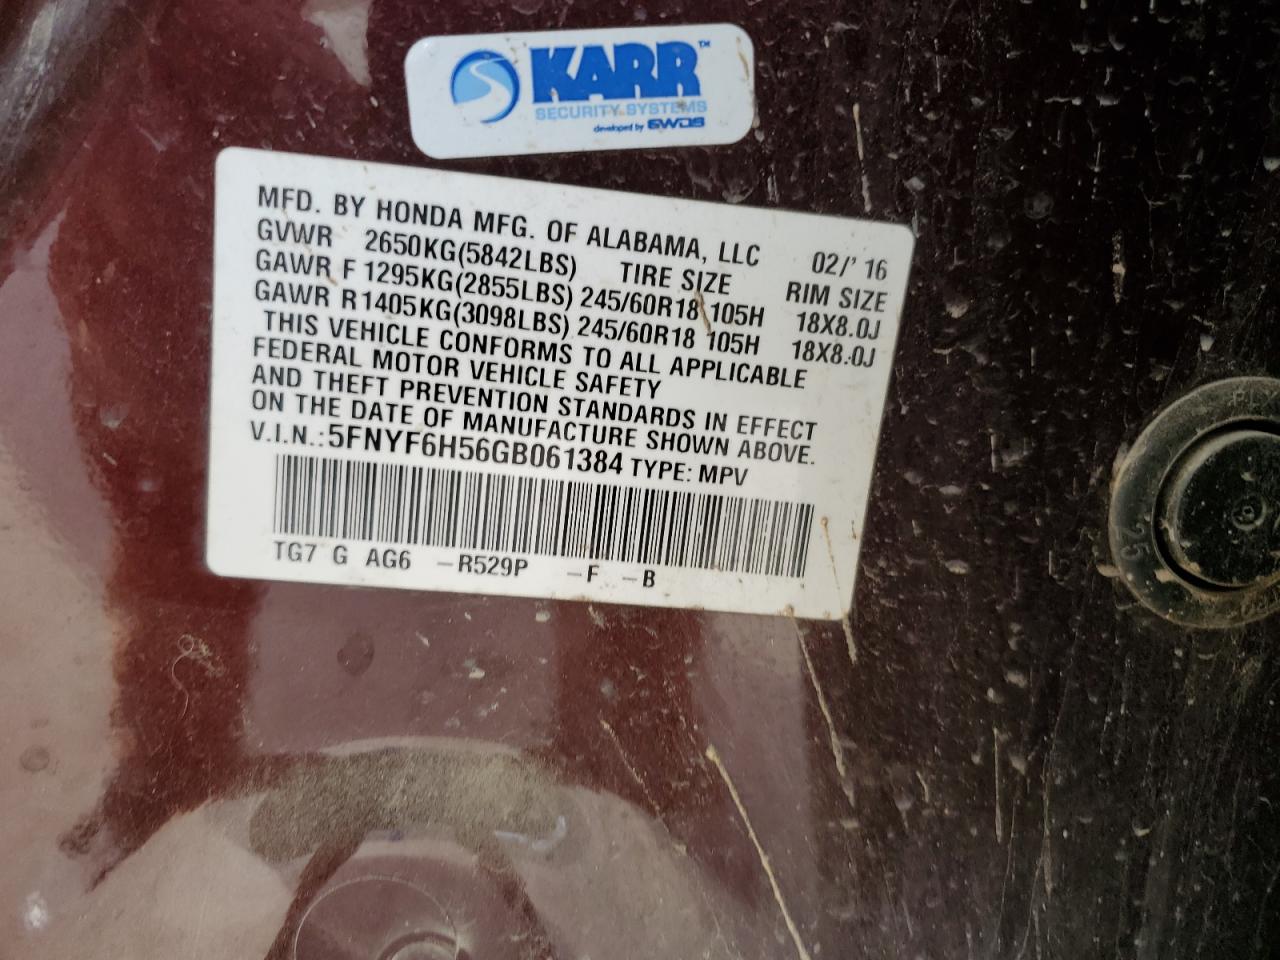 KARR™
SECURITY SYSTEMS
developed by SWDS
MFD. BY HONDA MFG. OF ALABAMA, LLC 02/' 16
GVWR 2650KG(5842LBS) TIRE SIZE RIM SIZE
GAWR F 1295KG(2855LBS) 245/60R18 105H 18X8.0J
GAWR R1405KG(3098LBS) 245/60R18 105H 18X8.0J
THIS VEHICLE CONFORMS TO ALL APPLICABLE
FEDERAL MOTOR VEHICLE SAFETY
AND THEFT PREVENTION STANDARDS IN EFFECT
ON THE DATE OF MANUFACTURE SHOWN ABOVE.
V.I.N.: 5FNYF6H56GB061384 TYPE: MPV
TG7 G AG6 –R529P –F –B
25